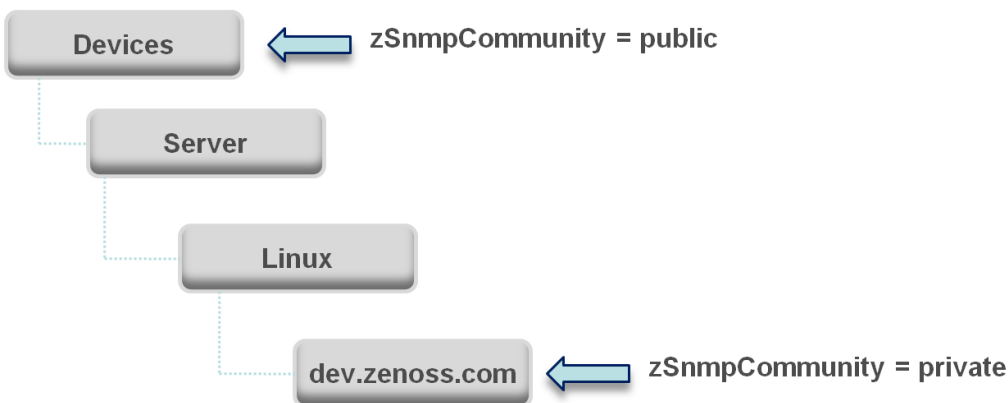 Devices
zSnmpCommunity = public
Server
Linux
dev.zenoss.com
zSnmpCommunity = private